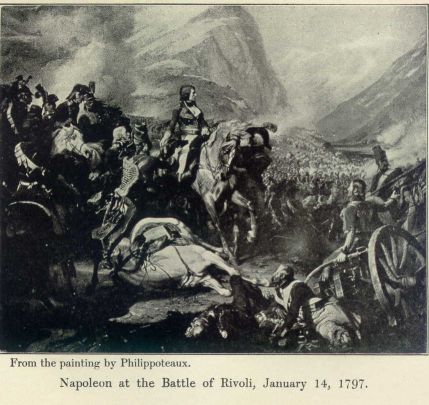 From the painting by Philippoteaux.
Napoleon at the Battle of Rivoli, January 14, 1797.